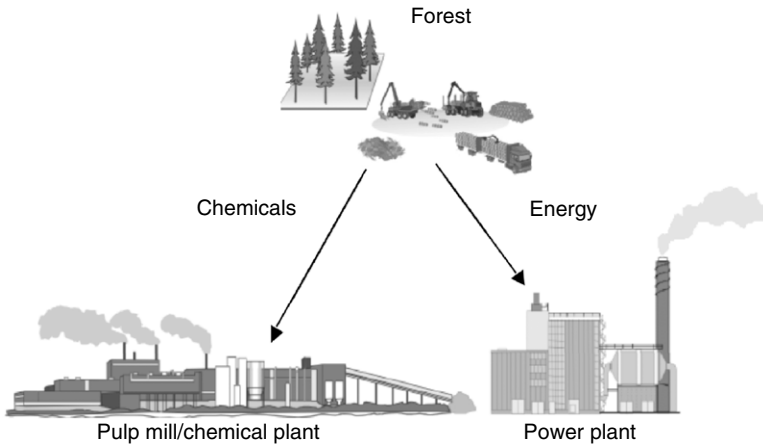 Forest
Chemicals
Energy
Pulp mill/chemical plant
Power plant